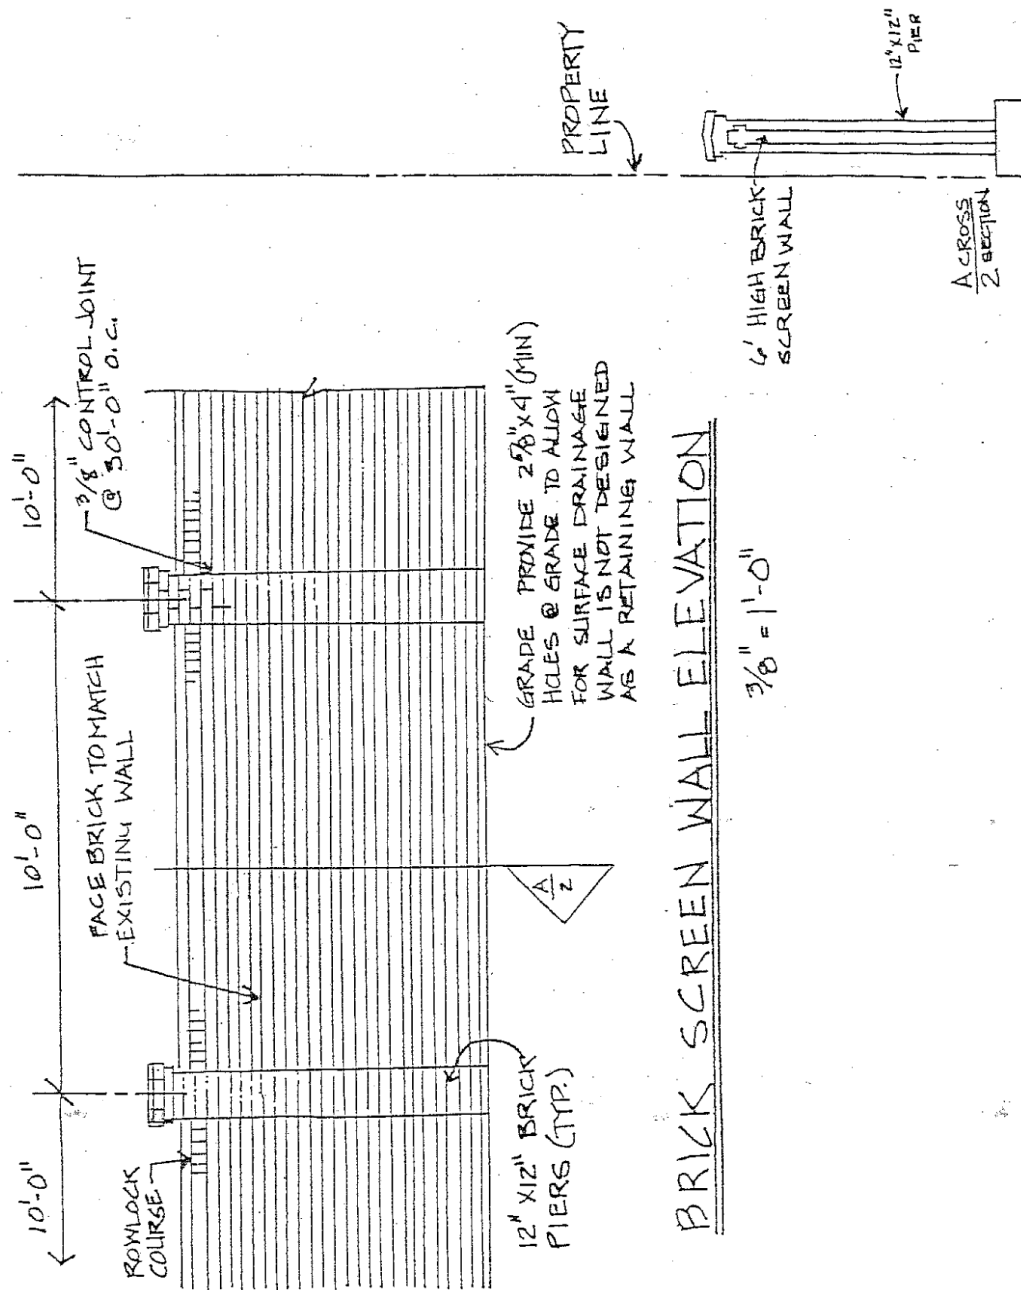 10'-0"
10'-0"
10'-0"
ROWLOCK
COURSE
FACE BRICK TO MATCH
EXISTING WALL
3/8" CONTROL JOINT
@ 30'-0" O.C.
12" X12" BRICK
PIERS (TYP.)
A
2
GRADE PROVIDE 2⅝"X4" (MIN)
HOLES @ GRADE TO ALLOW
FOR SURFACE DRAINAGE
WALL IS NOT DESIGNED
AS A RETAINING WALL
BRICK SCREEN WALL ELEVATION
3/8" = 1'-0"
PROPERTY
LINE
12"X12"
PIER
6' HIGH BRICK
SCREEN WALL
A CROSS
2 SECTION